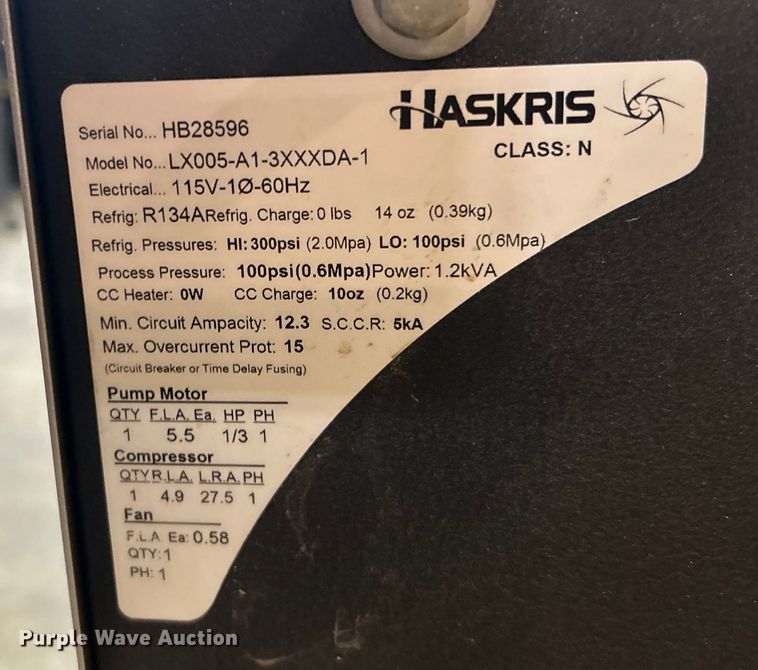 HASKRIS
CLASS: N
Serial No... HB28596
Model No... LX005-A1-3XXXDA-1
Electrical... 115V-1Ø-60Hz
Refrig: R134A Refrig. Charge: 0 lbs 14 oz (0.39kg)
Refrig. Pressures: HI: 300psi (2.0Mpa) LO: 100psi (0.6Mpa)
Process Pressure: 100psi(0.6Mpa) Power: 1.2kVA
CC Heater: 0W CC Charge: 10oz (0.2kg)
Min. Circuit Ampacity: 12.3 S.C.C.R: 5kA
Max. Overcurrent Prot: 15
(Circuit Breaker or Time Delay Fusing)
Pump Motor
QTY F.L.A. Ea. HP PH
1 5.5 1/3 1
Compressor
QTY R.L.A. L.R.A. PH
1 4.9 27.5 1
Fan
F.L.A Ea: 0.58
QTY: 1
PH: 1
Purple Wave Auction